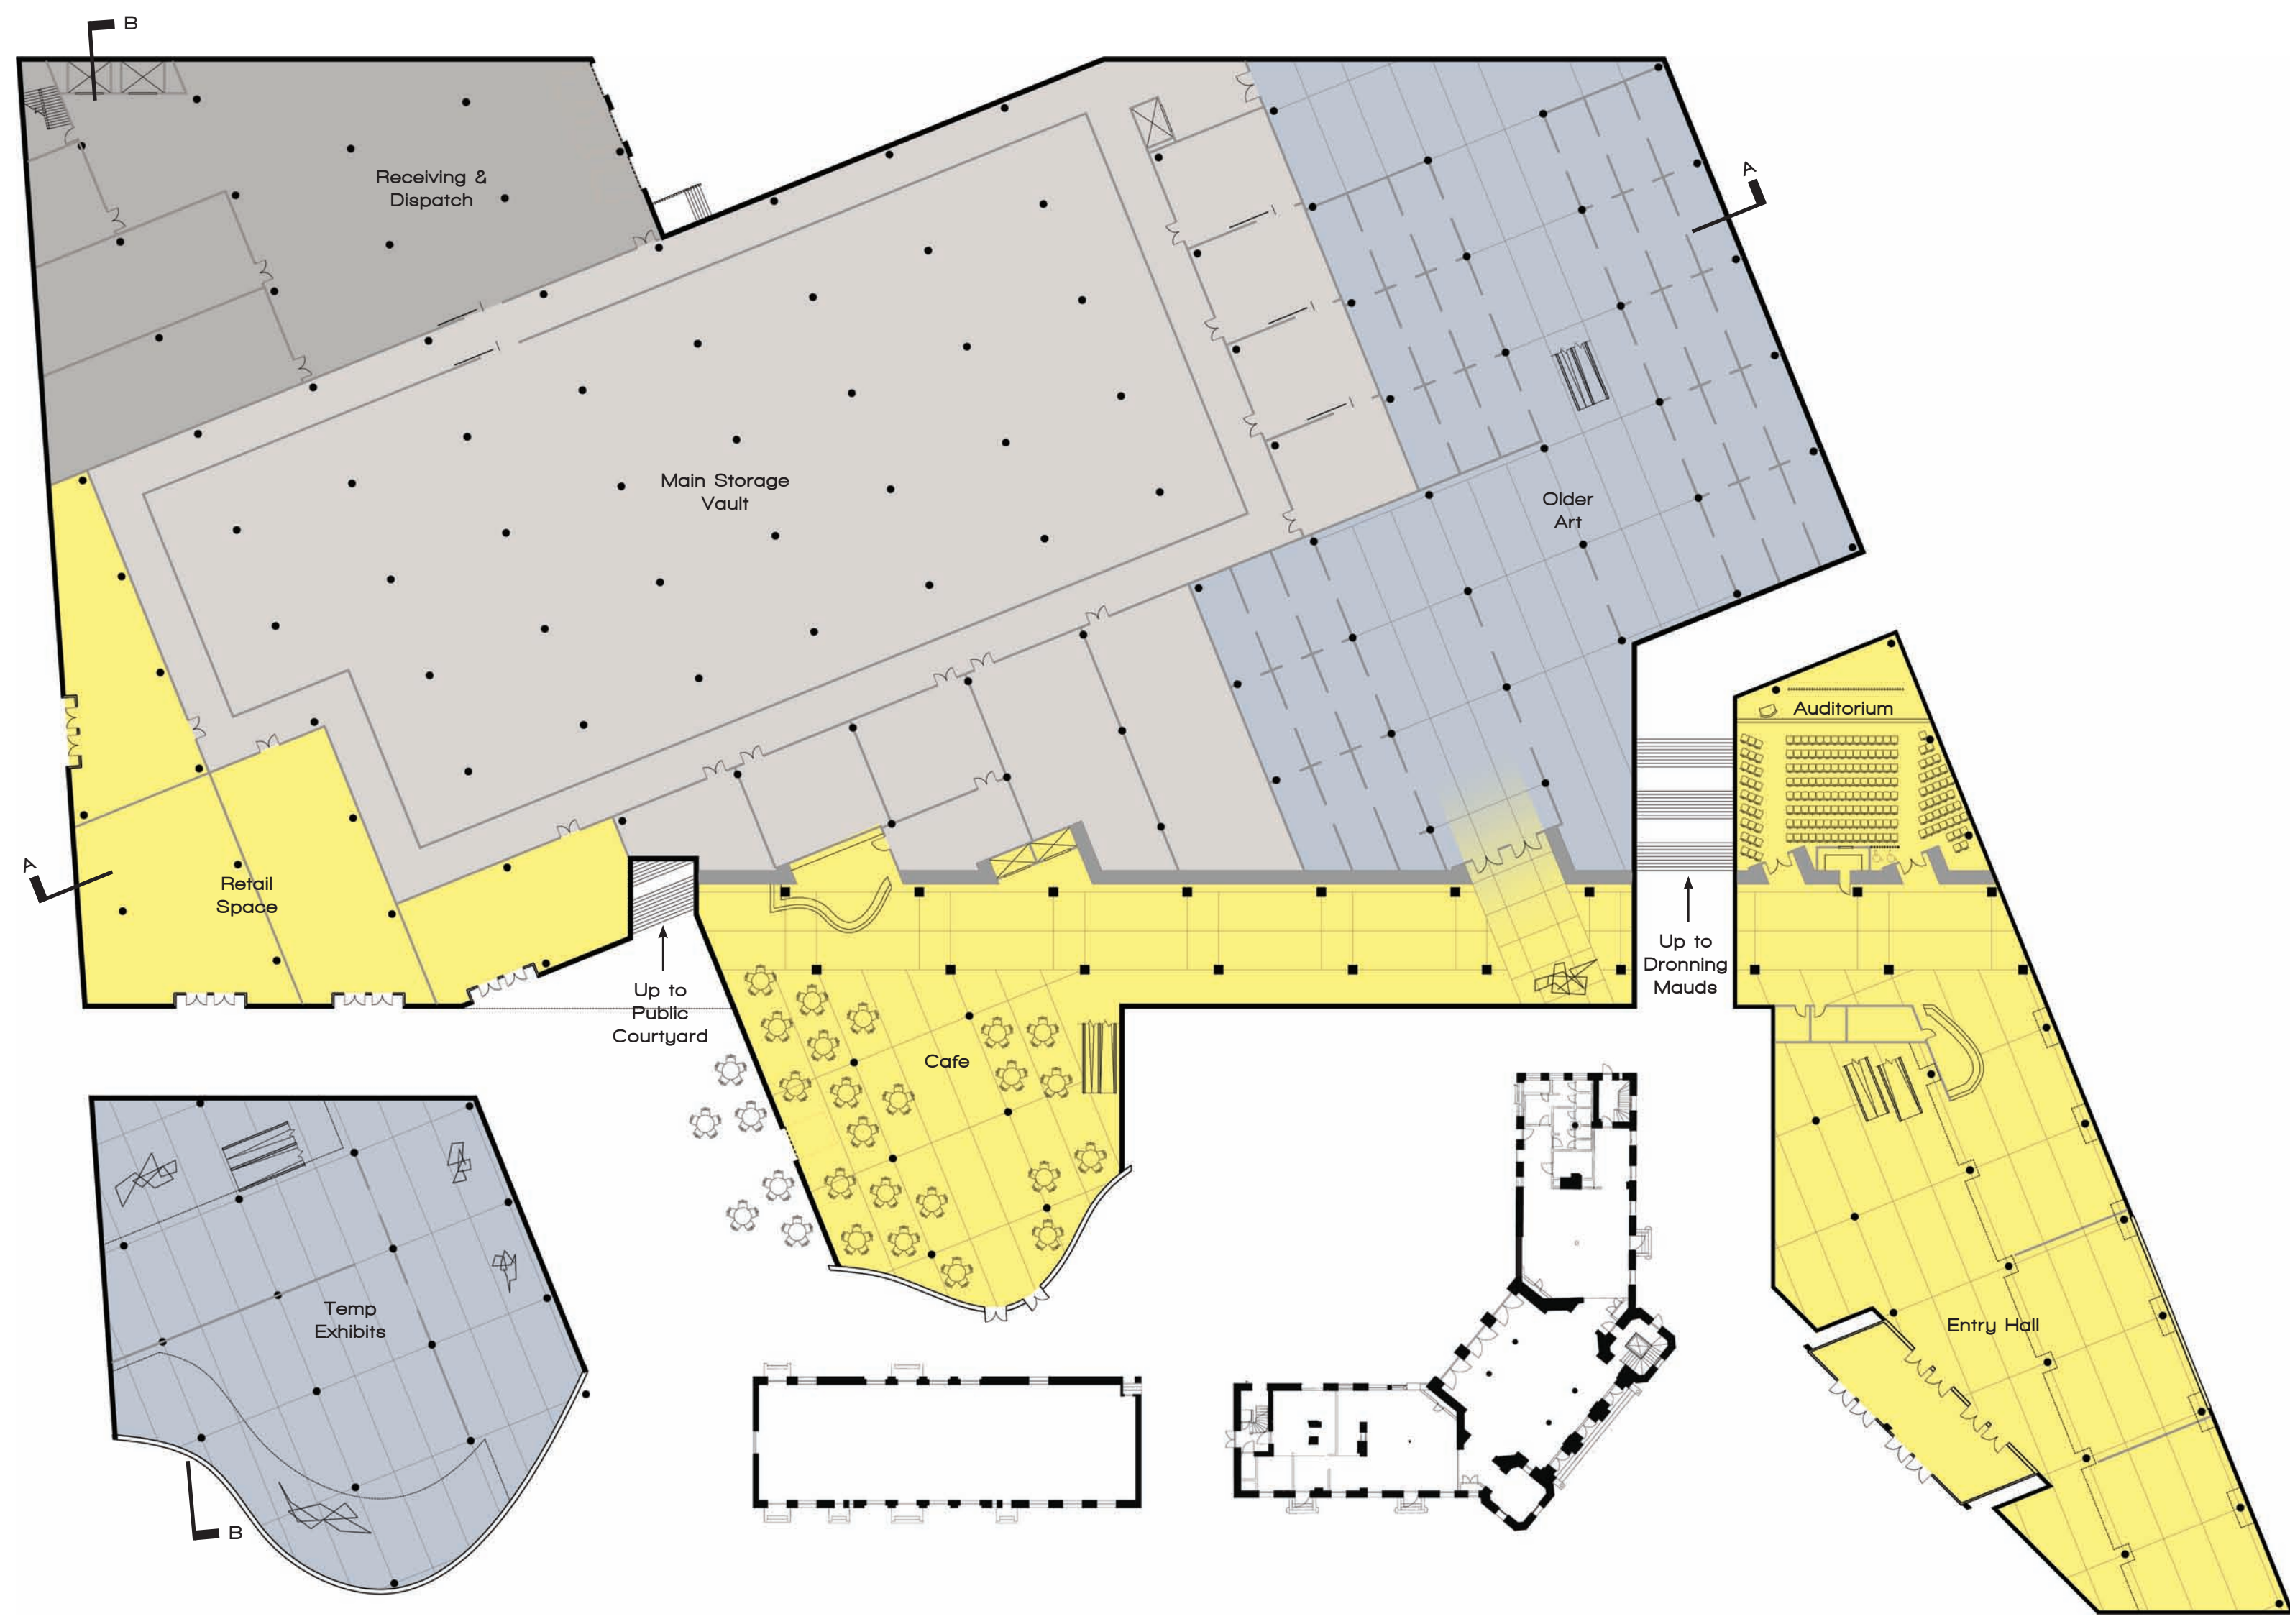 B
Receiving &
Dispatch
A
Main Storage
Vault
Older
Art
Auditorium
A
Retail
Space
Up to
Dronning
Mauds
Up to
Public
Courtyard
Cafe
Temp
Exhibits
Entry Hall
B